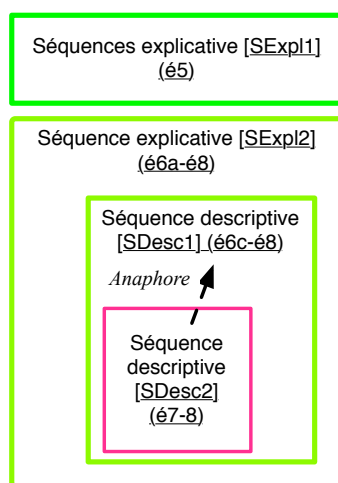 Séquences explicative [SExpl1]
(é5)
Séquence explicative [SExpl2]
(é6a-é8)
Séquence descriptive
[SDesc1] (é6c-é8)
Anaphore
Séquence
descriptive
[SDesc2]
(é7-8)